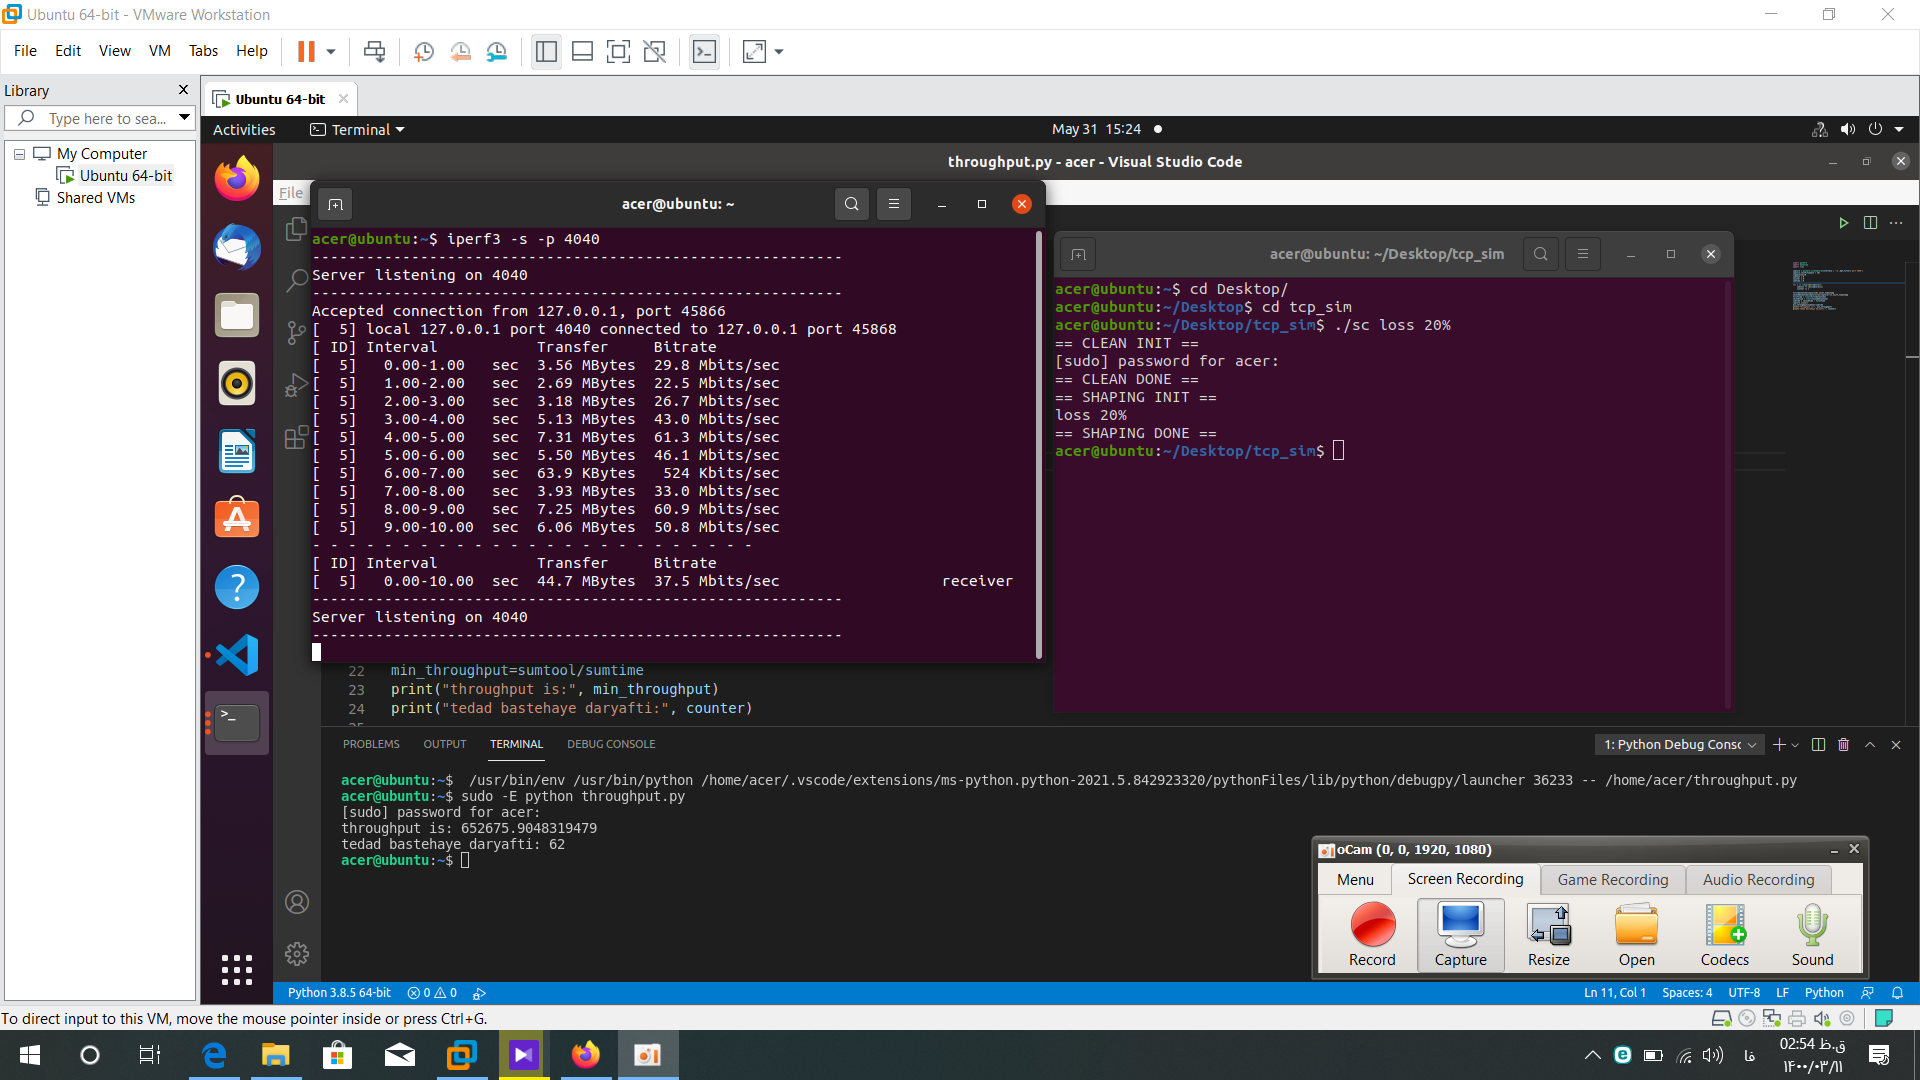 Ubuntu 64-bit - VMware Workstation
File Edit View VM Tabs Help
Library
Type here to sea...
My Computer
Ubuntu 64-bit
Shared VMs
Ubuntu 64-bit
Activities Terminal May 31 15:24
throughput.py - acer - Visual Studio Code
File
acer@ubuntu: ~
acer@ubuntu:~$ iperf3 -s -p 4040
-----------------------------------------------------------
Server listening on 4040
-----------------------------------------------------------
Accepted connection from 127.0.0.1, port 45866
[  5] local 127.0.0.1 port 4040 connected to 127.0.0.1 port 45868
[ ID] Interval           Transfer     Bitrate
[  5]   0.00-1.00   sec  3.56 MBytes  29.8 Mbits/sec
[  5]   1.00-2.00   sec  2.69 MBytes  22.5 Mbits/sec
[  5]   2.00-3.00   sec  3.18 MBytes  26.7 Mbits/sec
[  5]   3.00-4.00   sec  5.13 MBytes  43.0 Mbits/sec
[  5]   4.00-5.00   sec  7.31 MBytes  61.3 Mbits/sec
[  5]   5.00-6.00   sec  5.50 MBytes  46.1 Mbits/sec
[  5]   6.00-7.00   sec  63.9 KBytes   524 Kbits/sec
[  5]   7.00-8.00   sec  3.93 MBytes  33.0 Mbits/sec
[  5]   8.00-9.00   sec  7.25 MBytes  60.9 Mbits/sec
[  5]   9.00-10.00  sec  6.06 MBytes  50.8 Mbits/sec
- - - - - - - - - - - - - - - - - - - - - - - - -
[ ID] Interval           Transfer     Bitrate
[  5]   0.00-10.00  sec  44.7 MBytes  37.5 Mbits/sec                  receiver
-----------------------------------------------------------
Server listening on 4040
-----------------------------------------------------------
acer@ubuntu: ~/Desktop/tcp_sim
acer@ubuntu:~$ cd Desktop/
acer@ubuntu:~/Desktop$ cd tcp_sim
acer@ubuntu:~/Desktop/tcp_sim$ ./sc loss 20%
== CLEAN INIT ==
[sudo] password for acer:
== CLEAN DONE ==
== SHAPING INIT ==
loss 20%
== SHAPING DONE ==
acer@ubuntu:~/Desktop/tcp_sim$
22 min_throughput=sumtool/sumtime
23 print("throughput is:", min_throughput)
24 print("tedad bastehaye daryafti:", counter)
PROBLEMS OUTPUT TERMINAL DEBUG CONSOLE 1: Python Debug Consc
acer@ubuntu:~$  /usr/bin/env /usr/bin/python /home/acer/.vscode/extensions/ms-python.python-2021.5.842923320/pythonFiles/lib/python/debugpy/launcher 36233 -- /home/acer/throughput.py
acer@ubuntu:~$ sudo -E python throughput.py
[sudo] password for acer:
throughput is: 652675.9048319479
tedad bastehaye daryafti: 62
acer@ubuntu:~$
oCam (0, 0, 1920, 1080)
Menu Screen Recording Game Recording Audio Recording
Record Capture Resize Open Codecs Sound
Python 3.8.5 64-bit 0 0 Ln 11, Col 1 Spaces: 4 UTF-8 LF Python
To direct input to this VM, move the mouse pointer inside or press Ctrl+G.
فا 02:54 ق.ظ
۱۴۰۰/۰۳/۱۱